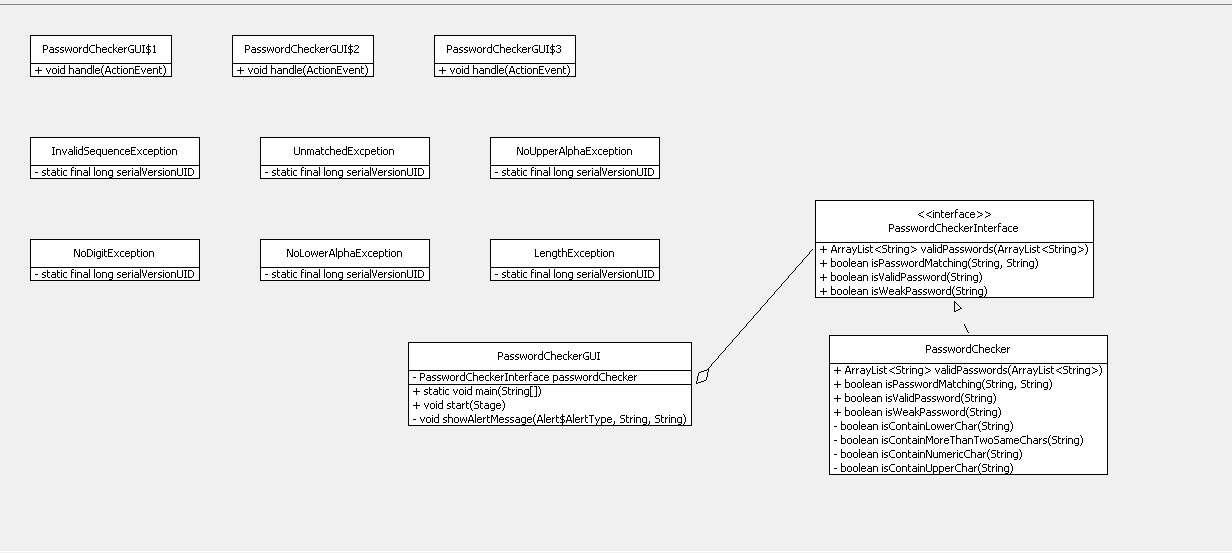 PasswordCheckerGUI$1
+ void handle(ActionEvent)
PasswordCheckerGUI$2
+ void handle(ActionEvent)
PasswordCheckerGUI$3
+ void handle(ActionEvent)
InvalidSequenceException
- static final long serialVersionUID
UnmatchedExcpetion
- static final long serialVersionUID
NoUpperAlphaException
- static final long serialVersionUID
NoDigitException
- static final long serialVersionUID
NoLowerAlphaException
- static final long serialVersionUID
LengthException
- static final long serialVersionUID
<<interface>>
PasswordCheckerInterface
+ ArrayList<String> validPasswords(ArrayList<String>)
+ boolean isPasswordMatching(String, String)
+ boolean isValidPassword(String)
+ boolean isWeakPassword(String)
PasswordCheckerGUI
- PasswordCheckerInterface passwordChecker
+ static void main(String[])
+ void start(Stage)
- void showAlertMessage(Alert$AlertType, String, String)
PasswordChecker
+ ArrayList<String> validPasswords(ArrayList<String>)
+ boolean isPasswordMatching(String, String)
+ boolean isValidPassword(String)
+ boolean isWeakPassword(String)
- boolean isContainLowerChar(String)
- boolean isContainMoreThanTwoSameChars(String)
- boolean isContainNumericChar(String)
- boolean isContainUpperChar(String)